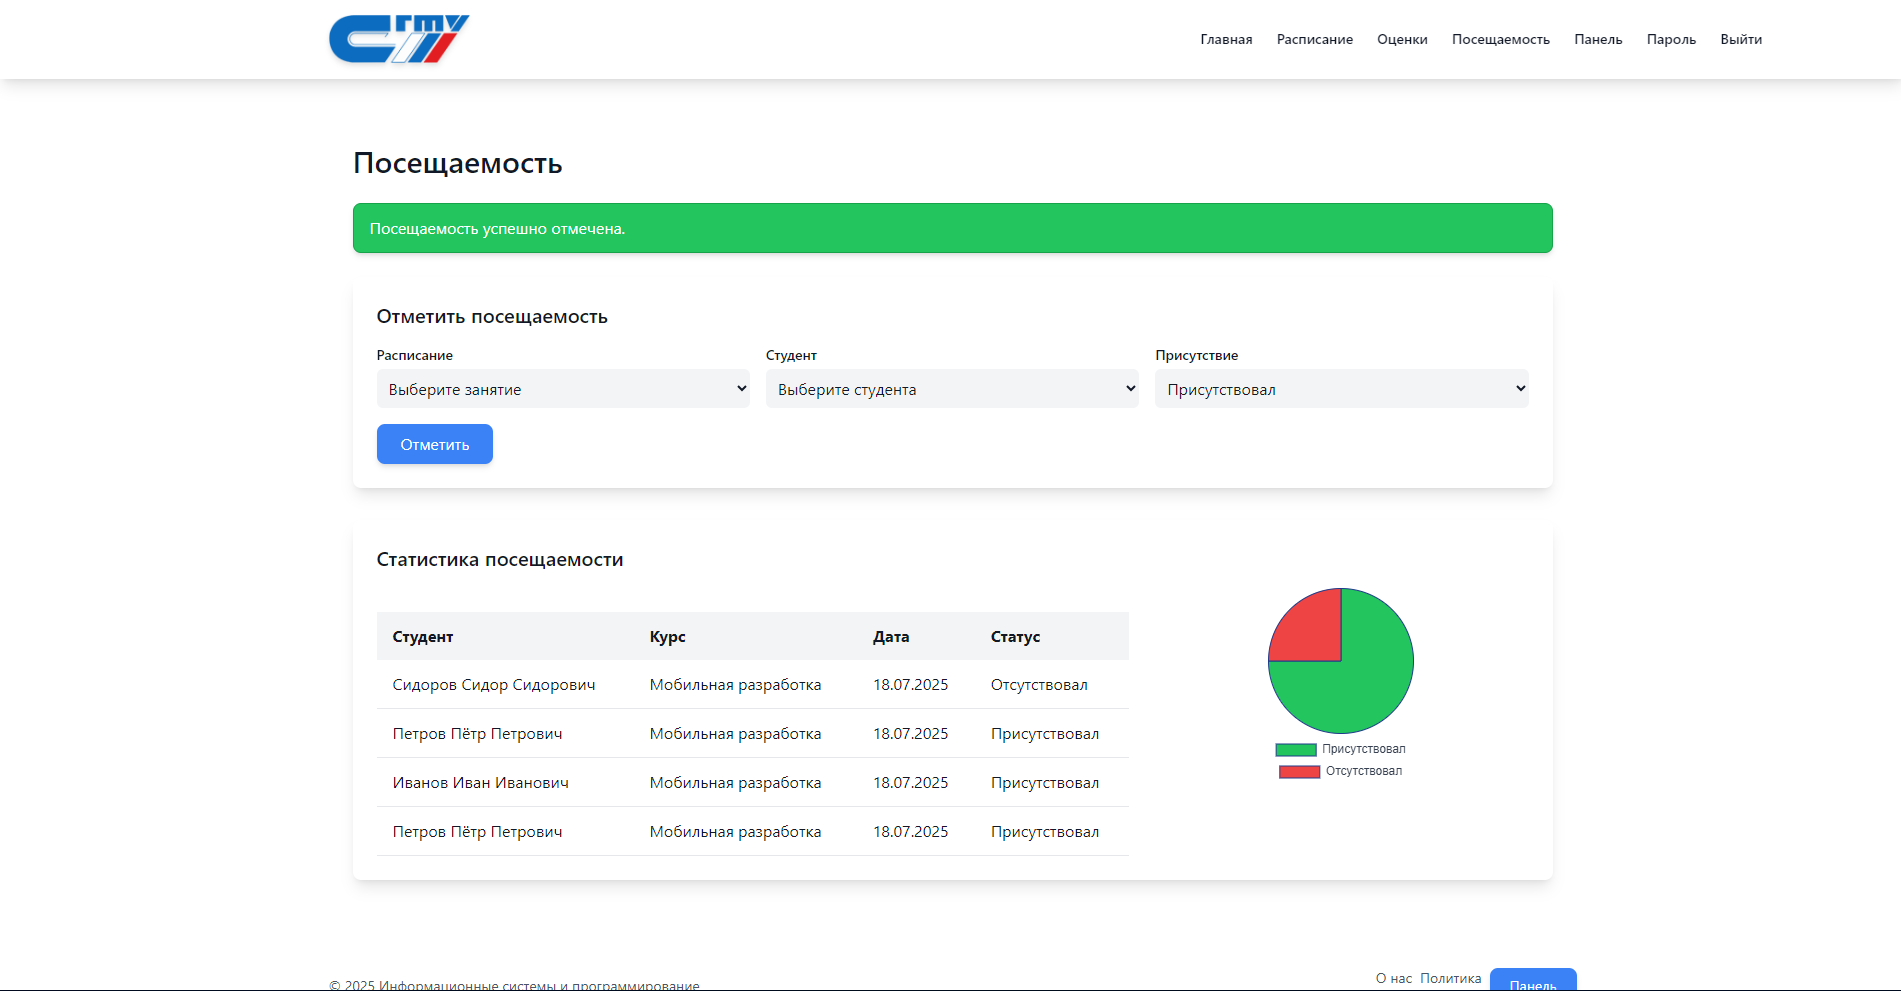 СГТУ
Главная Расписание Оценки Посещаемость Панель Пароль Выйти
Посещаемость
Посещаемость успешно отмечена.
Отметить посещаемость
Расписание Студент Присутствие
Выберите занятие Выберите студента Присутствовал
Отметить
Статистика посещаемости
Студент Курс Дата Статус
Сидоров Сидор Сидорович Мобильная разработка 18.07.2025 Отсутствовал
Петров Пётр Петрович Мобильная разработка 18.07.2025 Присутствовал
Иванов Иван Иванович Мобильная разработка 18.07.2025 Присутствовал
Петров Пётр Петрович Мобильная разработка 18.07.2025 Присутствовал
Присутствовал
Отсутствовал
© 2025 Информационные системы и программирование
О нас Политика Панель